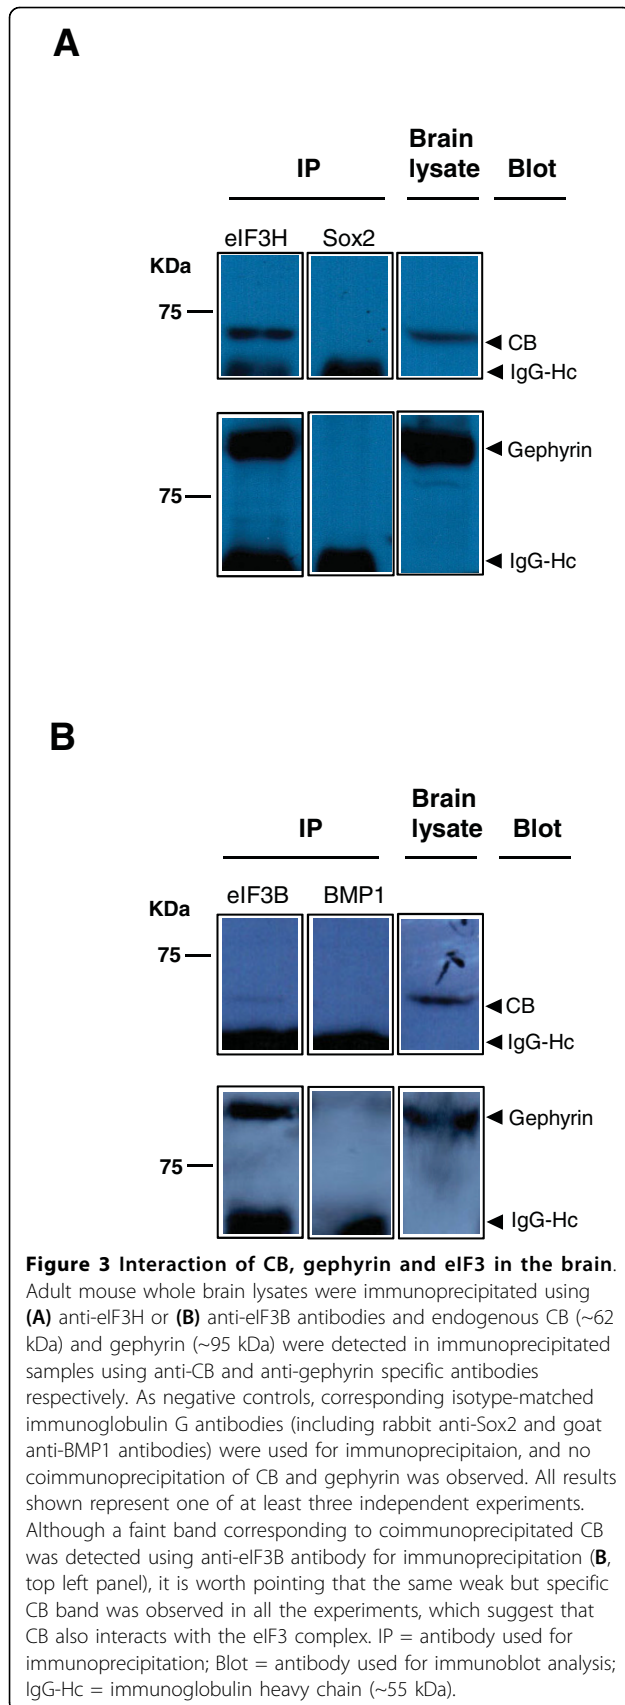 A
IP
Brain
lysate
Blot
eIF3H Sox2
KDa
75
CB
IgG-Hc
Gephyrin
75
IgG-Hc
B
IP
Brain
lysate
Blot
eIF3B BMP1
KDa
75
CB
IgG-Hc
Gephyrin
75
IgG-Hc
Figure 3 Interaction of CB, gephyrin and eIF3 in the brain.
Adult mouse whole brain lysates were immunoprecipitated using
(A) anti-eIF3H or (B) anti-eIF3B antibodies and endogenous CB (~62
kDa) and gephyrin (~95 kDa) were detected in immunoprecipitated
samples using anti-CB and anti-gephyrin specific antibodies
respectively. As negative controls, corresponding isotype-matched
immunoglobulin G antibodies (including rabbit anti-Sox2 and goat
anti-BMP1 antibodies) were used for immunoprecipitaion, and no
coimmunoprecipitation of CB and gephyrin was observed. All results
shown represent one of at least three independent experiments.
Although a faint band corresponding to coimmunoprecipitated CB
was detected using anti-eIF3B antibody for immunoprecipitation (B,
top left panel), it is worth pointing that the same weak but specific
CB band was observed in all the experiments, which suggest that
CB also interacts with the eIF3 complex. IP = antibody used for
immunoprecipitation; Blot = antibody used for immunoblot analysis;
IgG-Hc = immunoglobulin heavy chain (~55 kDa).